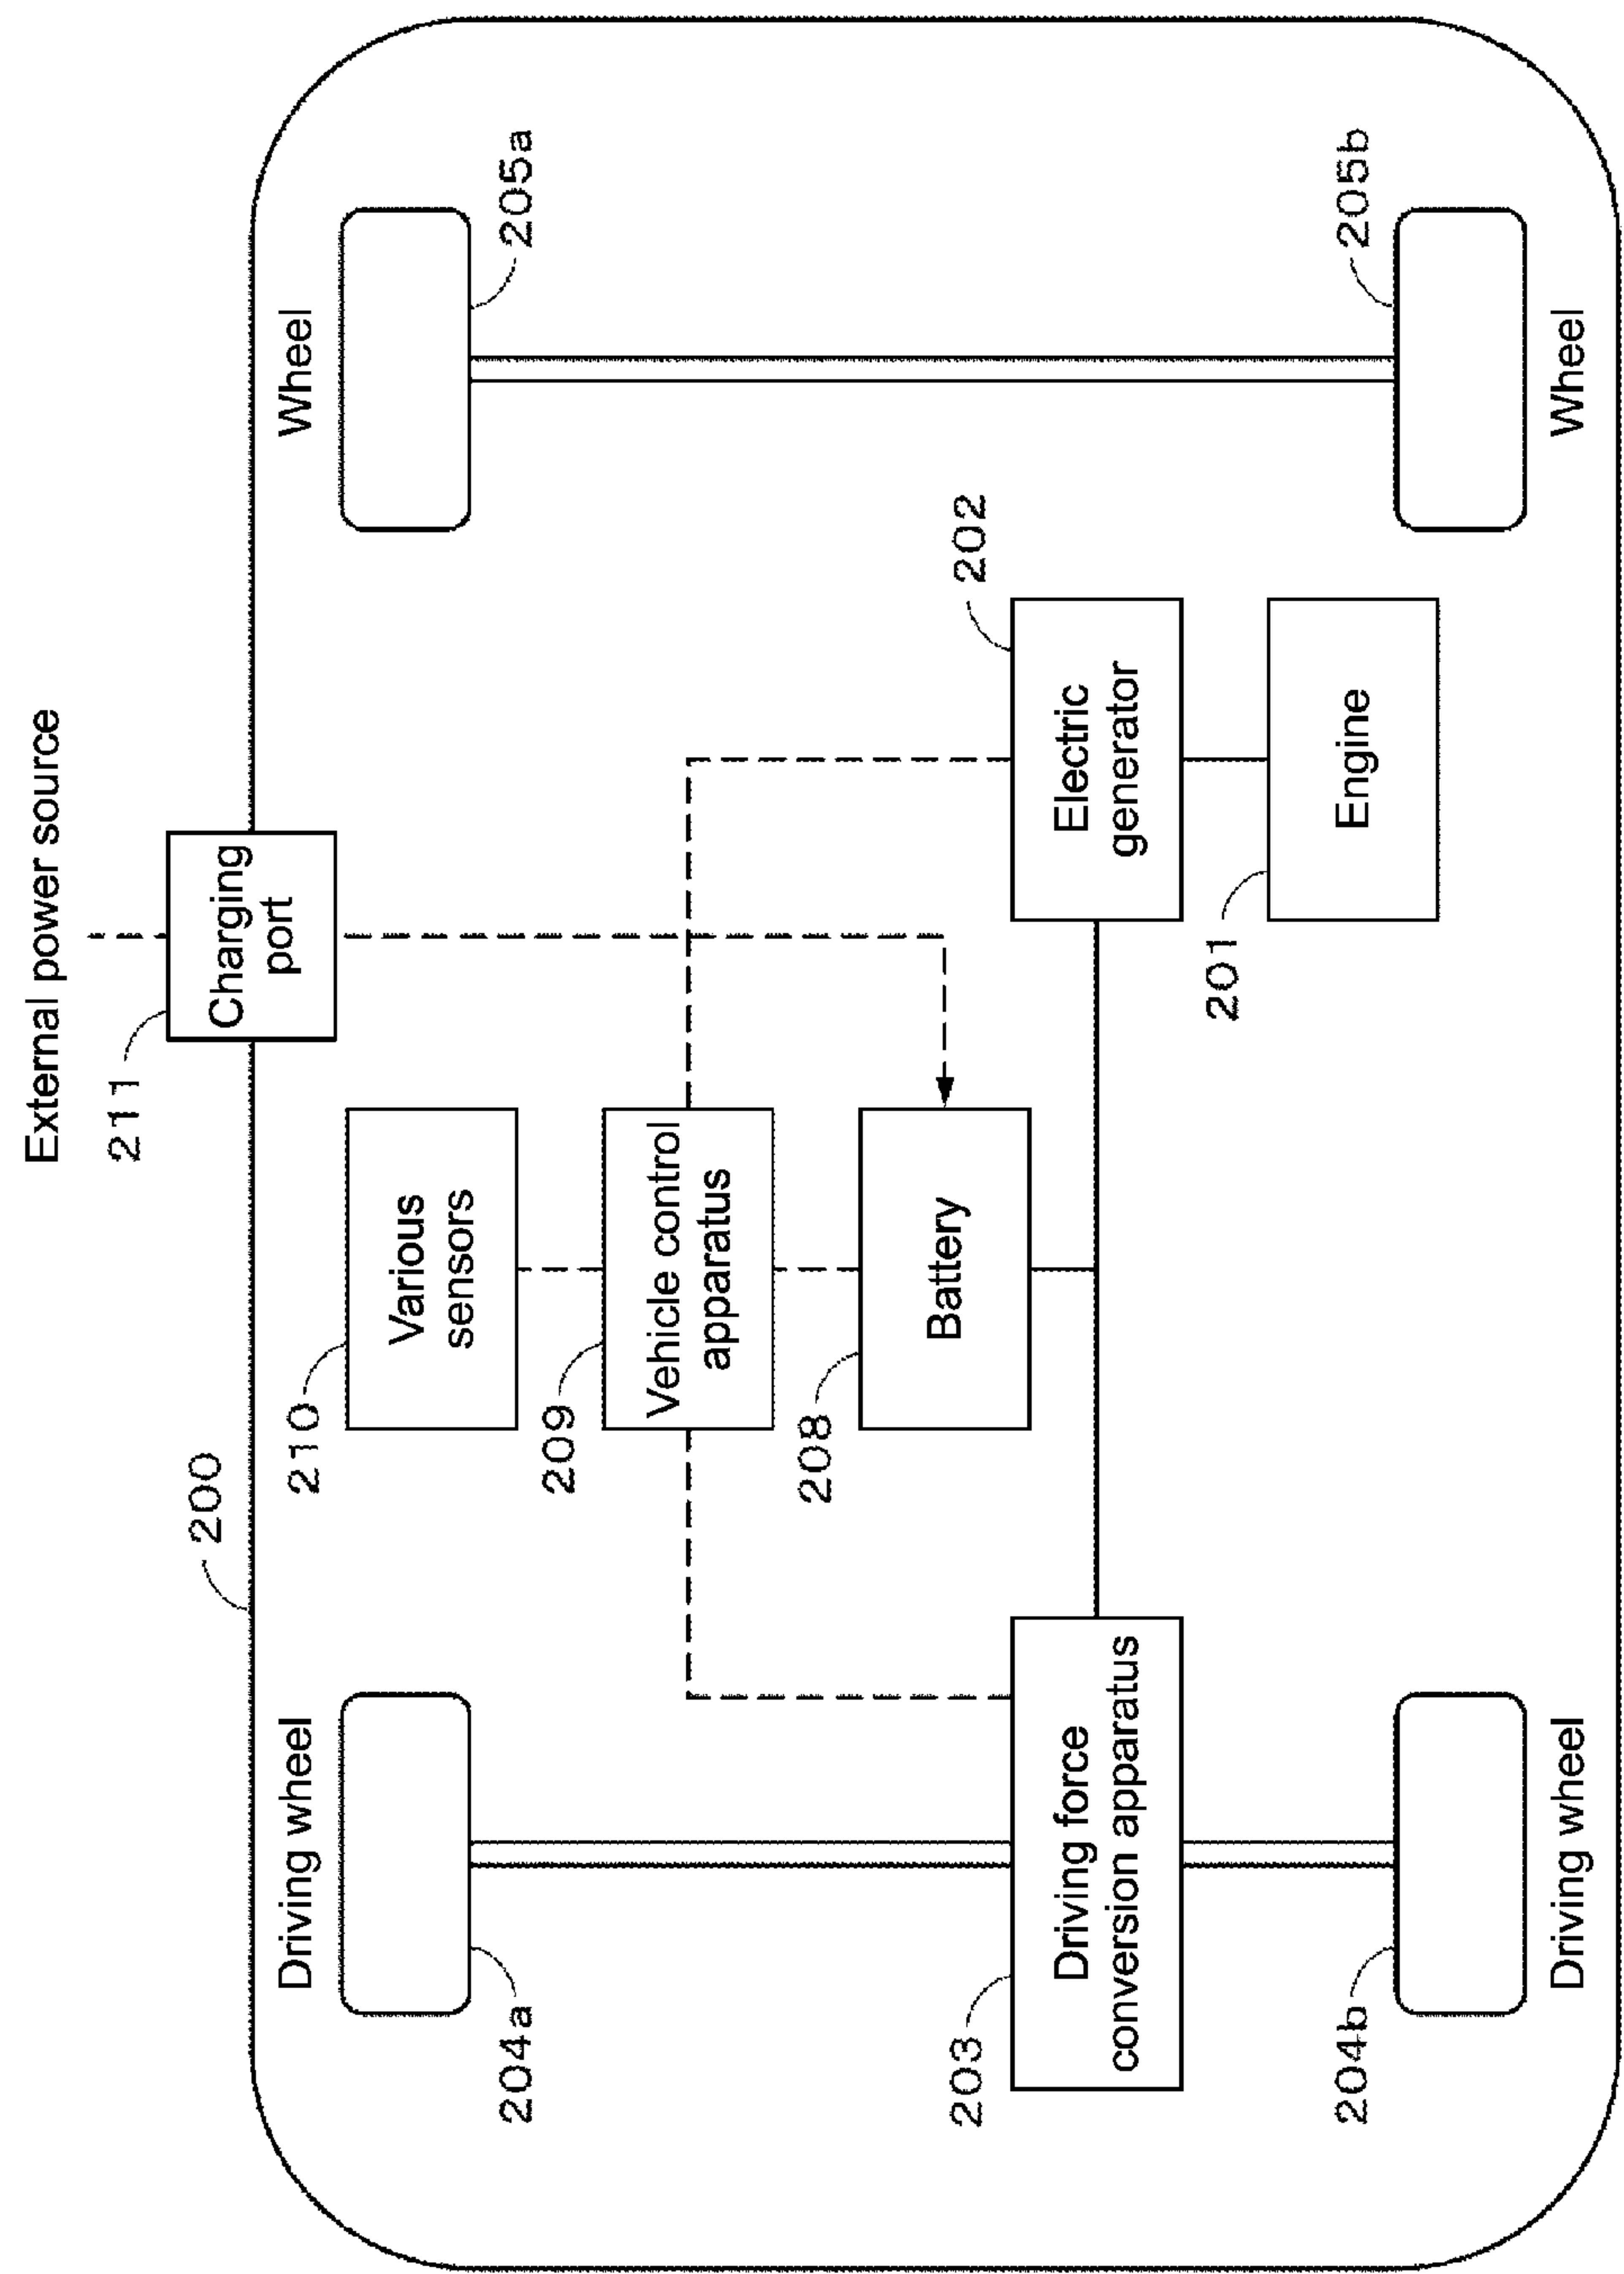 External power source
211
Charging
port
200
Driving wheel
Wheel
204a
205a
210
Various
sensors
209
Vehicle control
apparatus
208
Battery
202
Electric
generator
203
Driving force
conversion apparatus
201
Engine
204b
205b
Driving wheel
Wheel